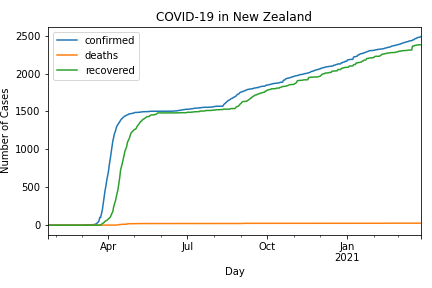 COVID-19 in New Zealand
confirmed
deaths
recovered
Number of Cases
2500
2000
1500
1000
500
0
Apr
Jul
Oct
Jan
2021
Day